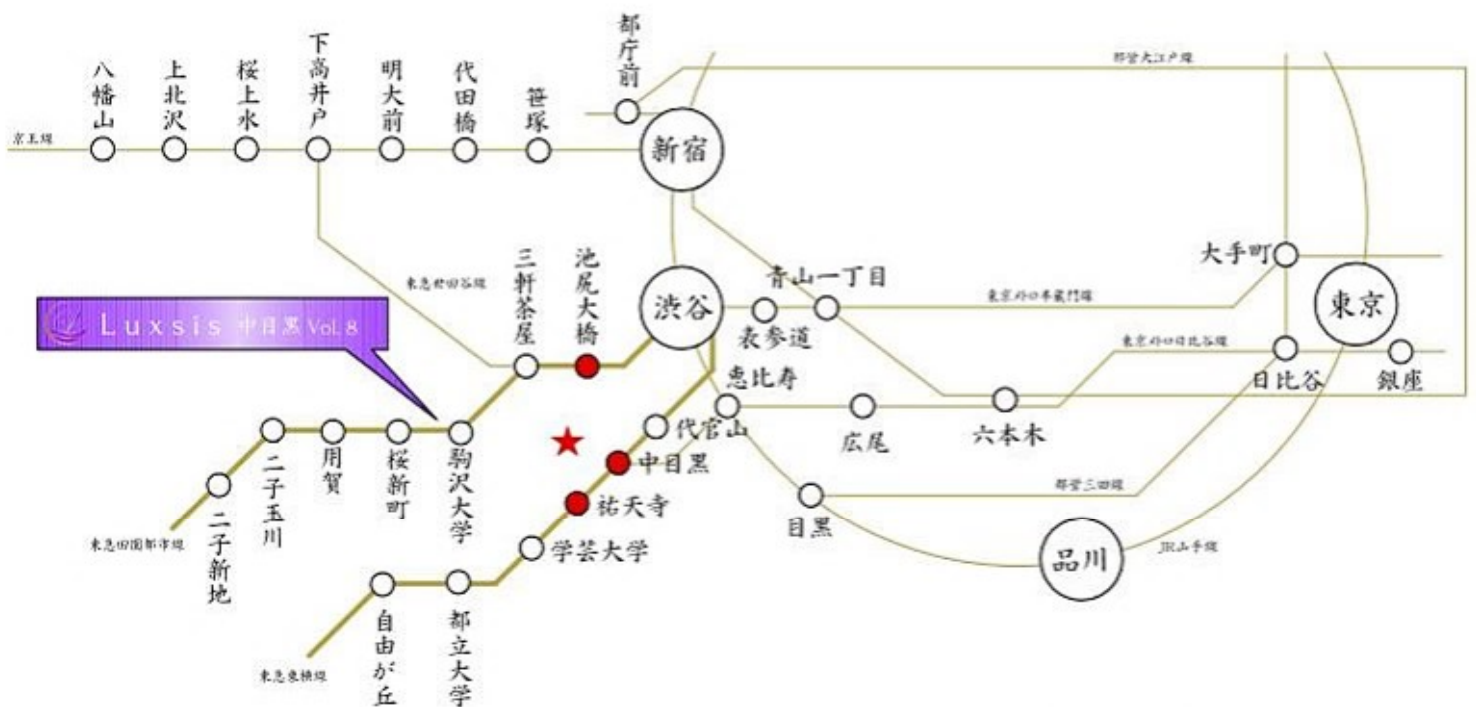 都庁前
都営大江戸線
八幡山
上北沢
桜上水
下高井戸
明大前
代田橋
笹塚
新宿
京王線
大手町
東急世田谷線
三軒茶屋
池尻大橋
渋谷
青山一丁目
表参道
東京メトロ半蔵門線
東京
Luxsis 中目黒 Vol.8
東京メトロ日比谷線
日比谷
銀座
恵比寿
代官山
広尾
六本木
二子玉川
用賀
桜新町
駒沢大学
中目黒
目黒
都営三田線
二子新地
東急田園都市線
祐天寺
学芸大学
品川
JR山手線
自由が丘
都立大学
東急東横線